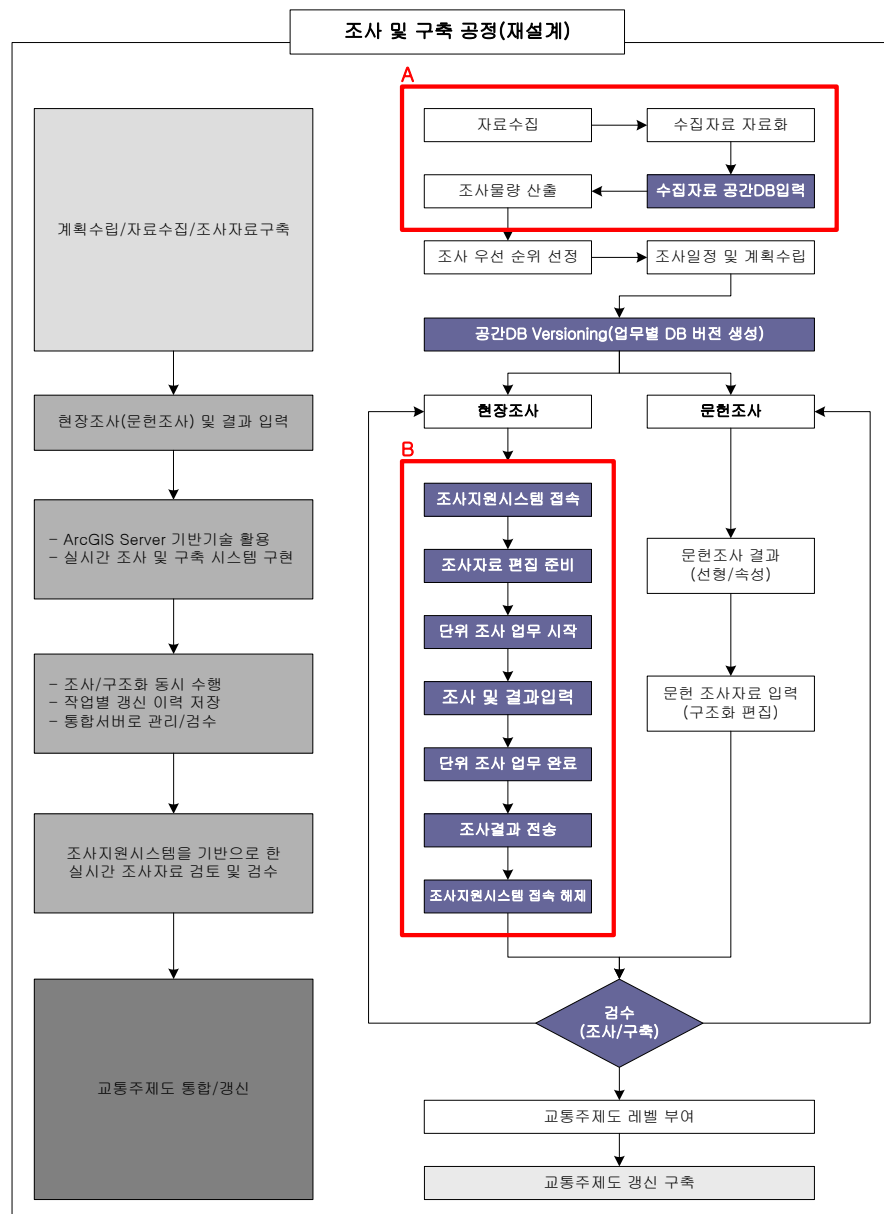 조사 및 구축 공정(재설계)
계획수립/자료수집/조사자료구축
현장조사(문헌조사) 및 결과 입력
- ArcGIS Server 기반기술 활용
- 실시간 조사 및 구축 시스템 구현
- 조사/구조화 동시 수행
- 작업별 갱신 이력 저장
- 통합서버로 관리/검수
조사지원시스템을 기반으로 한
실시간 조사자료 검토 및 검수
교통주제도 통합/갱신
A
자료수집
수집자료 자료화
조사물량 산출
수집자료 공간DB입력
조사 우선 순위 선정
조사일정 및 계획수립
공간DB Versioning(업무별 DB 버전 생성)
현장조사
문헌조사
B
조사지원시스템 접속
조사자료 편집 준비
단위 조사 업무 시작
조사 및 결과입력
단위 조사 업무 완료
조사결과 전송
조사지원시스템 접속 해제
문헌조사 결과
(선형/속성)
문헌 조사자료 입력
(구조화 편집)
검수
(조사/구축)
교통주제도 레벨 부여
교통주제도 갱신 구축